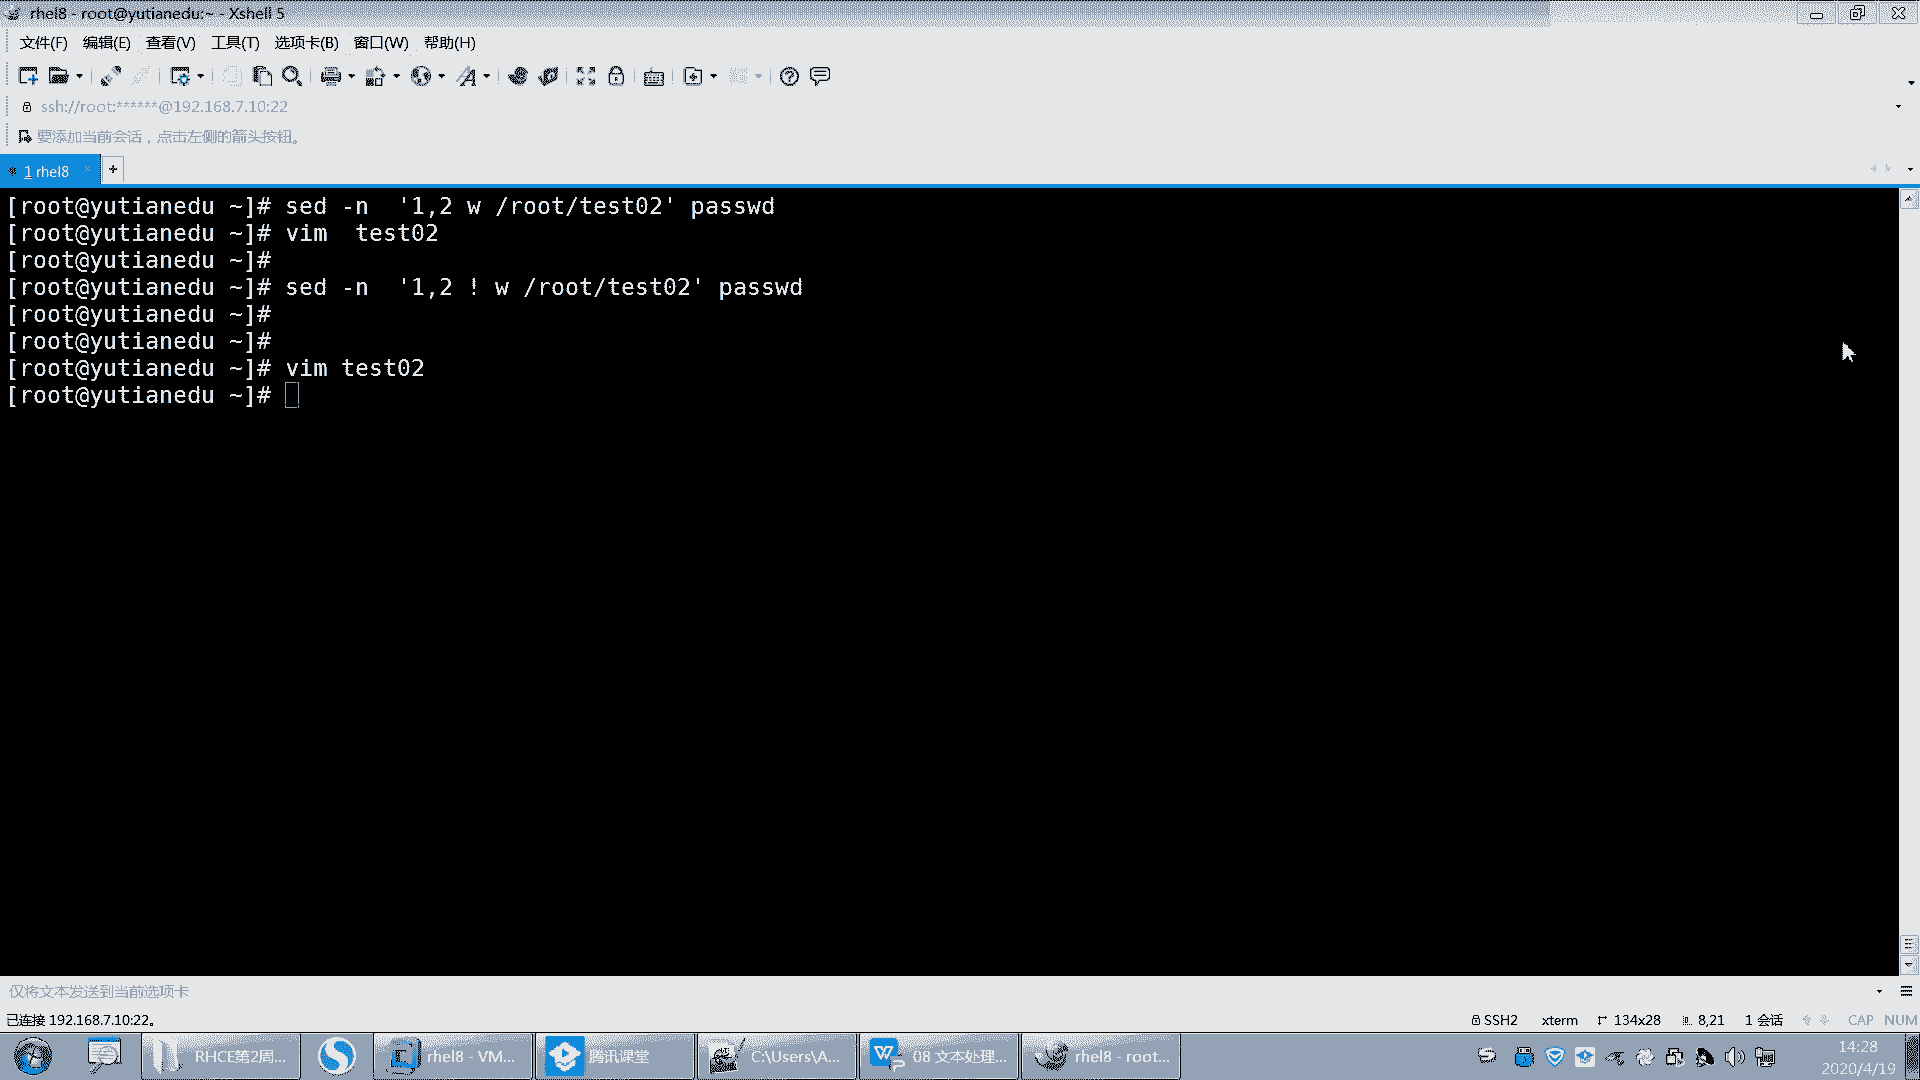 rhel8 - root@yutianedu:~ - Xshell 5
文件(F) 编辑(E) 查看(V) 工具(T) 选项卡(B) 窗口(W) 帮助(H)
ssh://root:******@192.168.7.10:22
要添加当前会话，点击左侧的箭头按钮。
1 rhel8
[root@yutianedu ~]# sed -n  '1,2 w /root/test02' passwd
[root@yutianedu ~]# vim  test02
[root@yutianedu ~]#
[root@yutianedu ~]# sed -n  '1,2 ! w /root/test02' passwd
[root@yutianedu ~]#
[root@yutianedu ~]#
[root@yutianedu ~]# vim test02
[root@yutianedu ~]#
仅将文本发送到当前选项卡
已连接 192.168.7.10:22。 SSH2 xterm 134x28 8,21 1 会话 CAP NUM
RHCE第2周... rhel8 - VM... 腾讯课堂 C:\Users\A... 08 文本处理... rhel8 - root... 14:28
2020/4/19